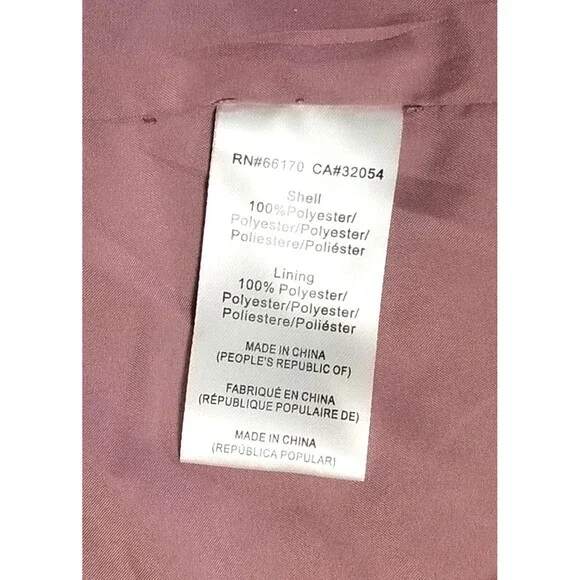 RN#66170 CA#32054
Shell
100%Polyester/
Polyester/Polyester/
Poliestere/Poliéster
Lining
100% Polyester/
Polyester/Polyester/
Poliestere/Poliéster
MADE IN CHINA
(PEOPLE'S REPUBLIC OF)
FABRIQUÉ EN CHINA
(RÉPUBLIQUE POPULAIRE DE)
MADE IN CHINA
(REPÚBLICA POPULAR)